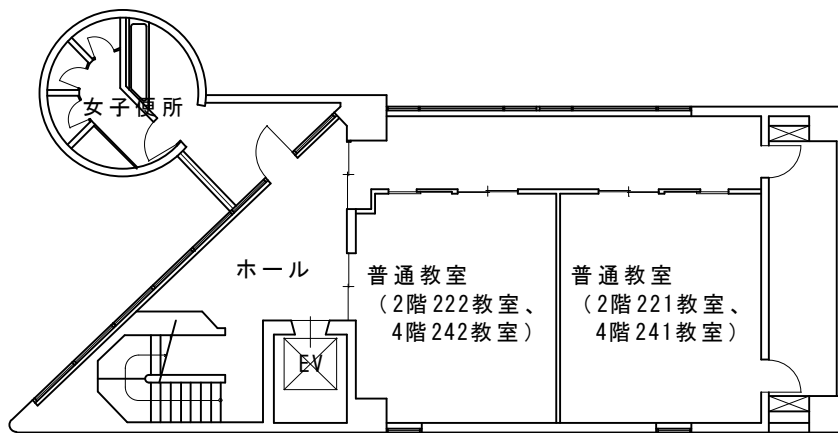 女子便所
ホール
普通教室
（2階222教室、
4階242教室）
普通教室
（2階221教室、
4階241教室）
EV